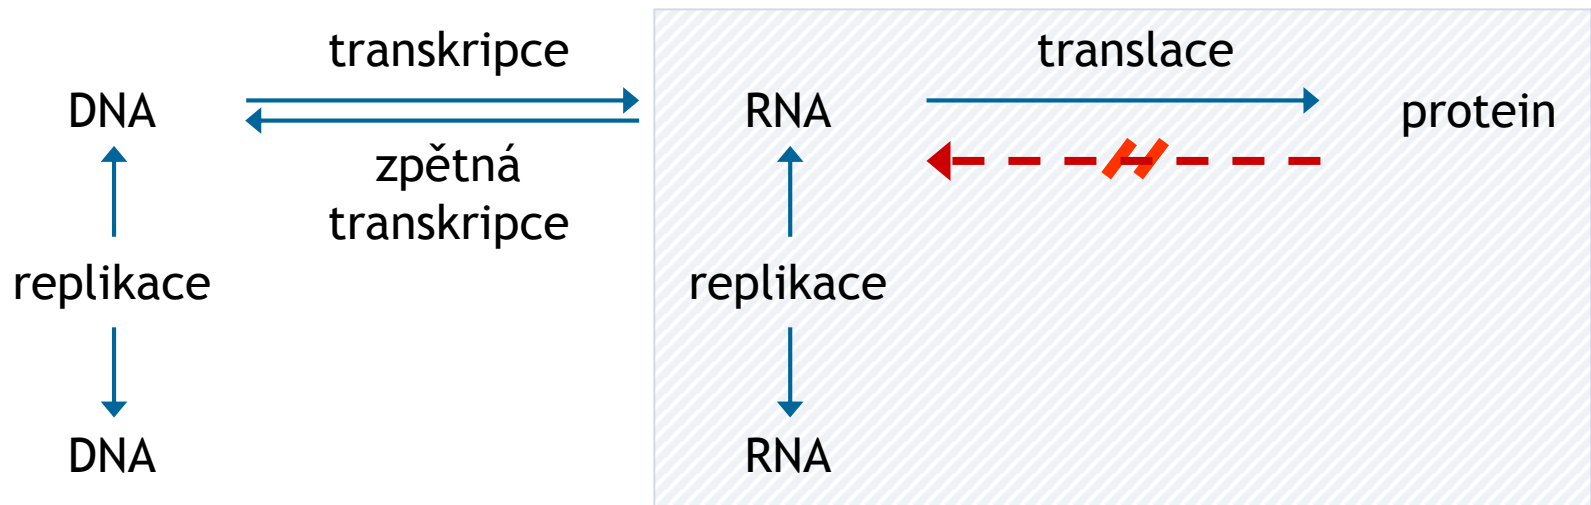 transkripce
translace
DNA
RNA
protein
zpětná
transkripce
replikace
replikace
DNA
RNA